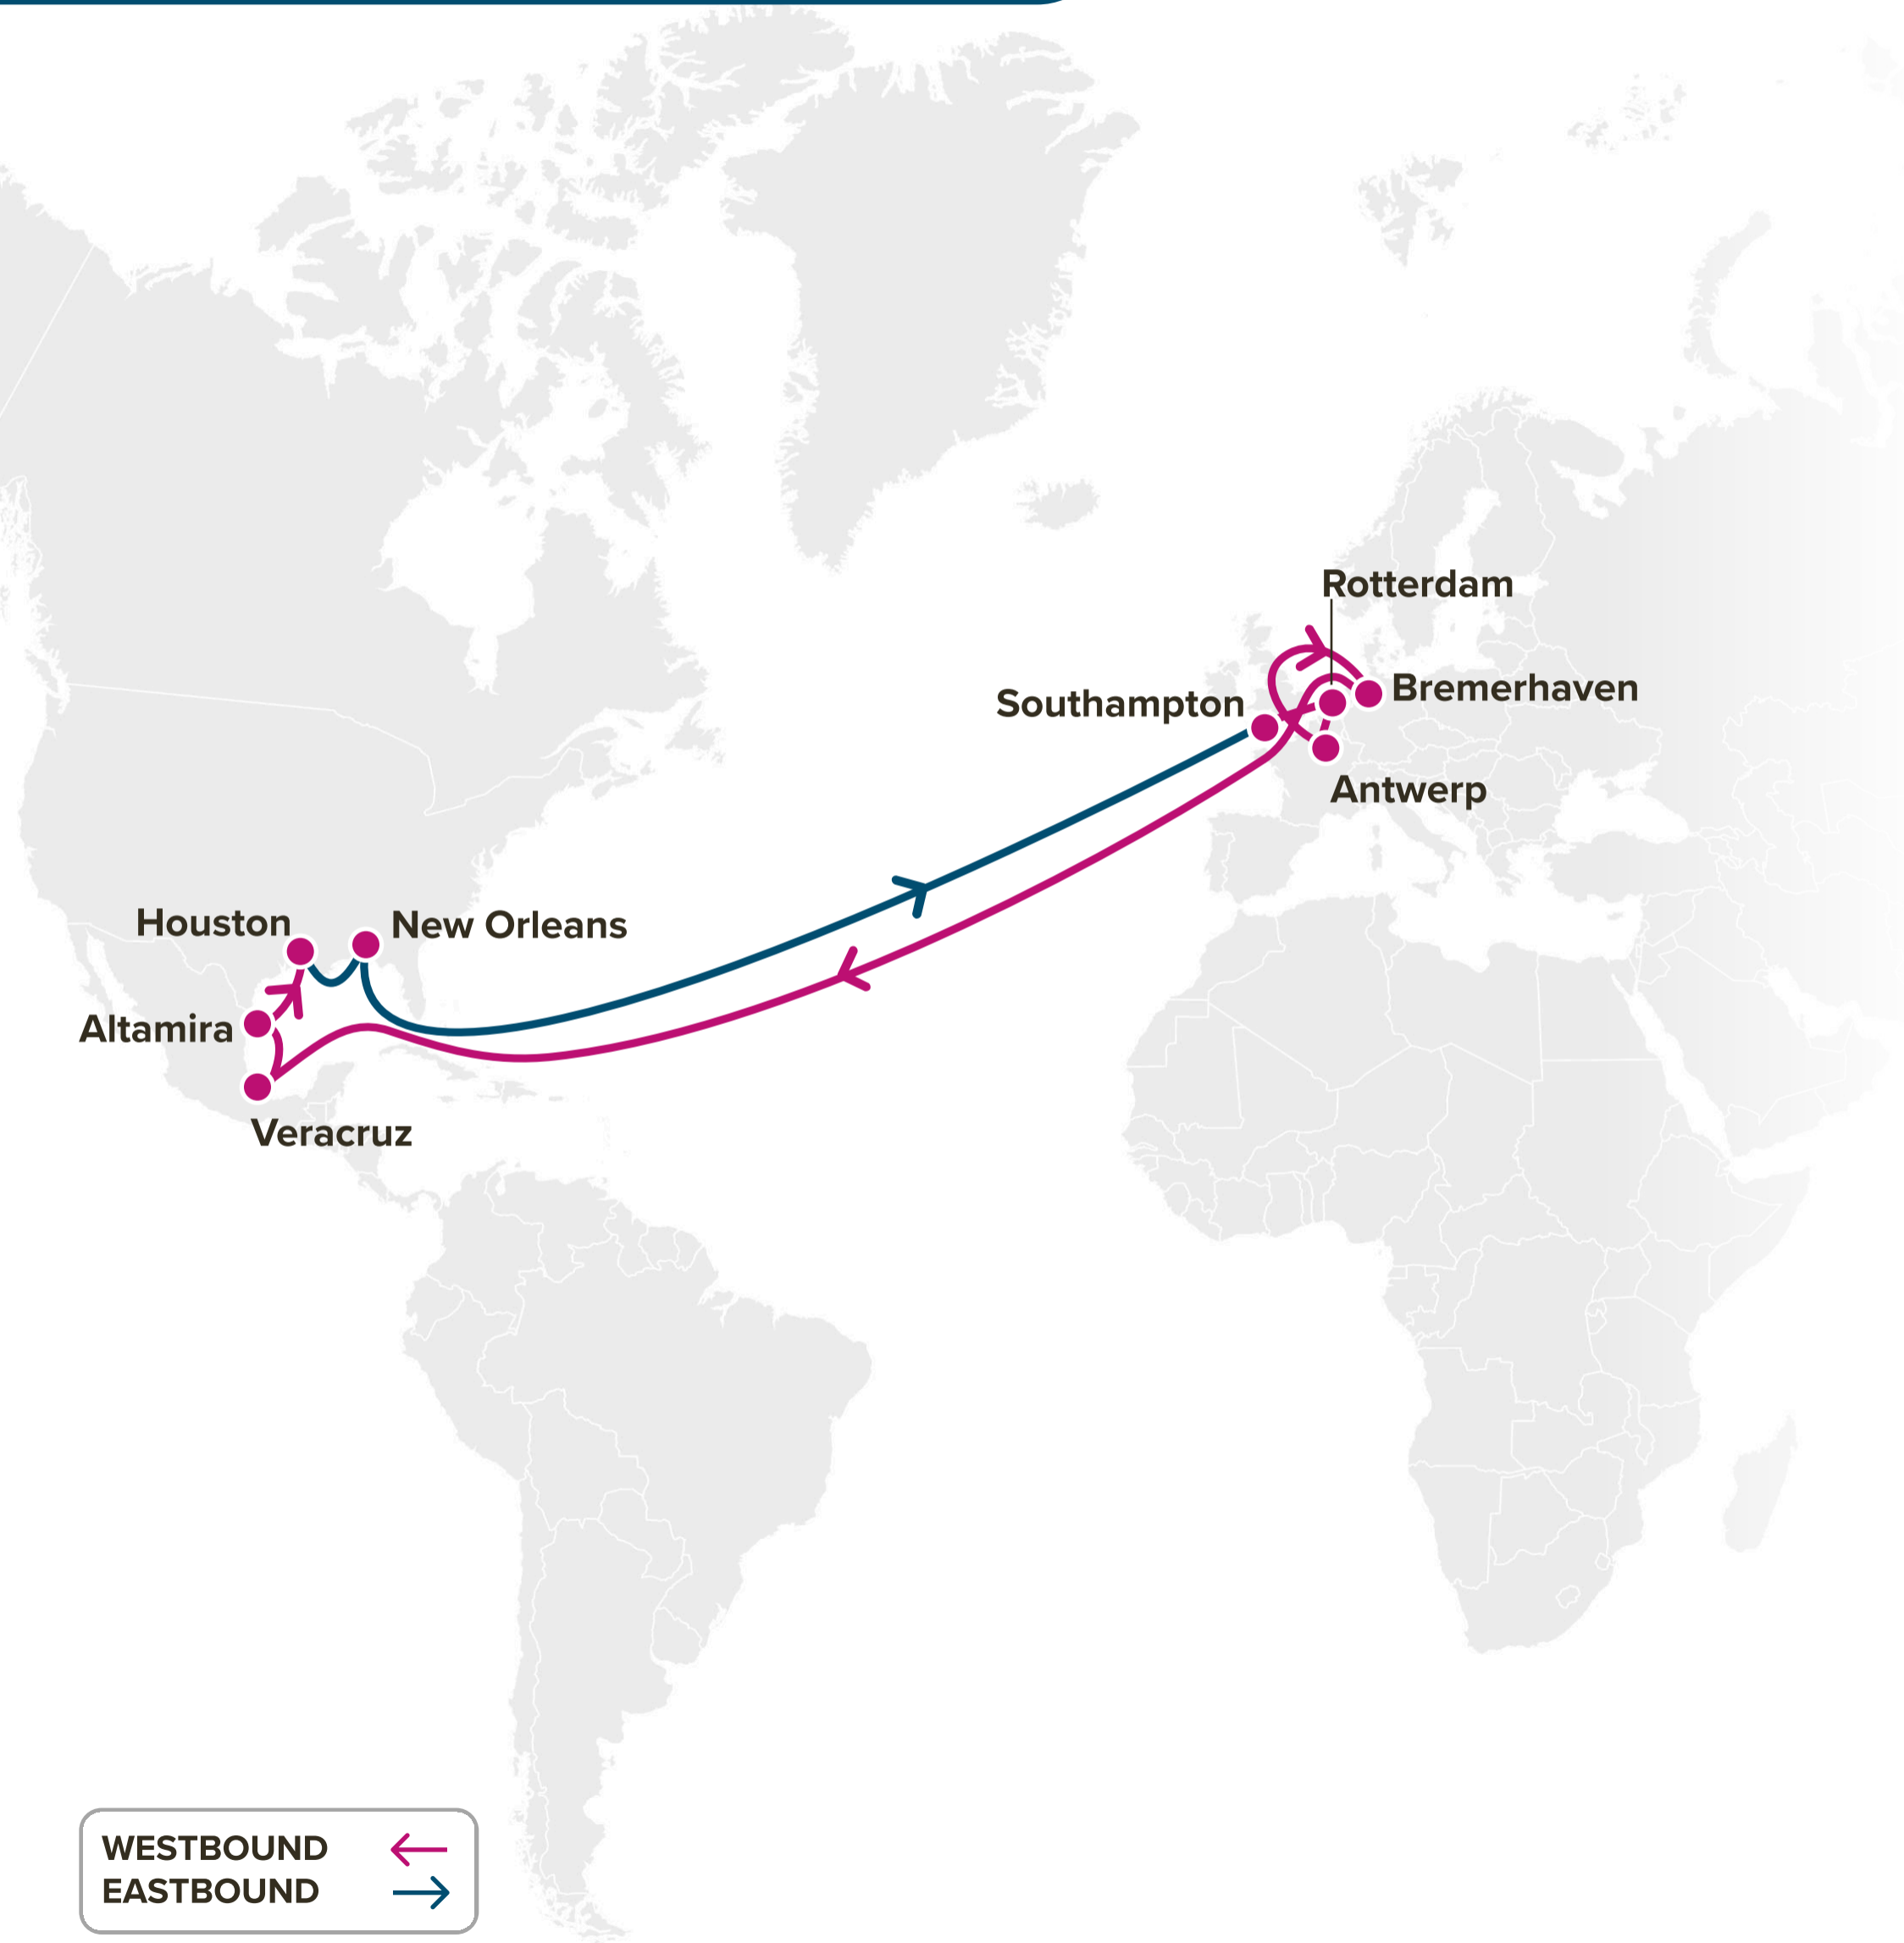 Rotterdam
Bremerhaven
Southampton
Antwerp
Houston
New Orleans
Altamira
Veracruz
WESTBOUND
EASTBOUND